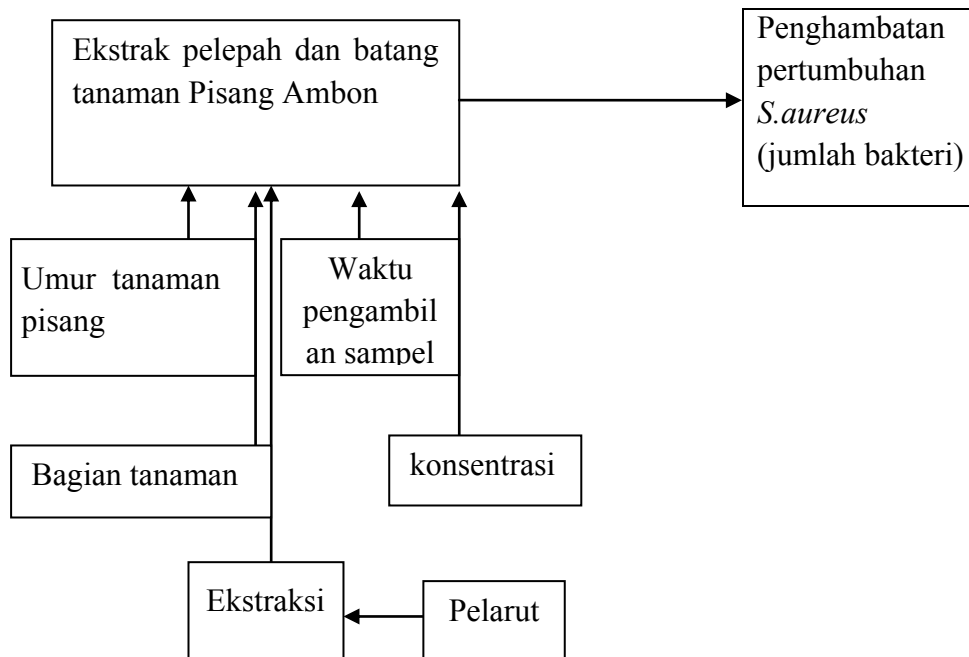 Ekstrak pelepah dan batang
tanaman Pisang Ambon
Penghambatan
pertumbuhan
S.aureus
(jumlah bakteri)
Umur tanaman
pisang
Waktu
pengambil
an sampel
Bagian tanaman
konsentrasi
Ekstraksi
Pelarut